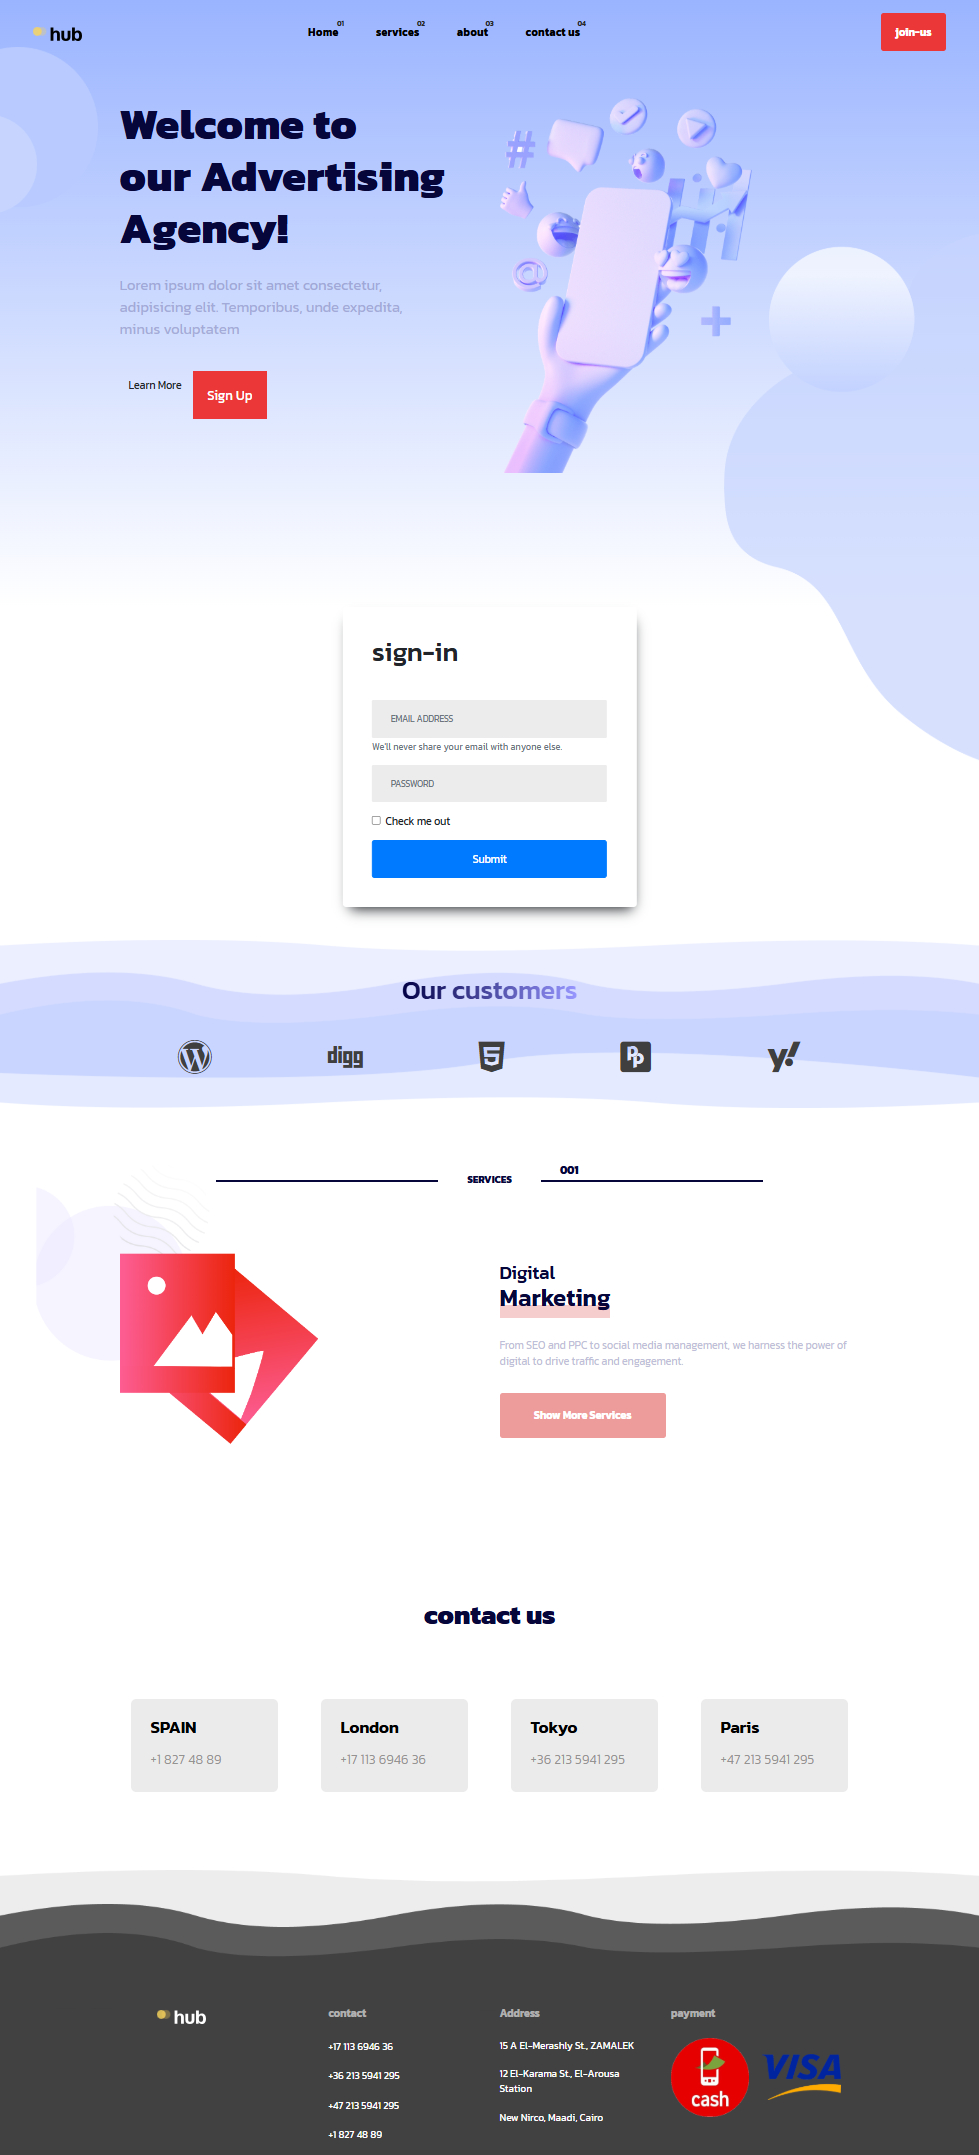 hub
Home 01
services 02
about 03
contact us 04
join-us
Welcome to
our Advertising
Agency!
Lorem ipsum dolor sit amet consectetur,
adipisicing elit. Temporibus, unde expedita,
minus voluptatem
Learn More
Sign Up
#
@
+
sign-in
EMAIL ADDRESS
We'll never share your email with anyone else.
PASSWORD
Check me out
Submit
Our customers
digg
SERVICES
001
Digital
Marketing
From SEO and PPC to social media management, we harness the power of
digital to drive traffic and engagement.
Show More Services
contact us
SPAIN
+1 827 48 89
London
+17 113 6946 36
Tokyo
+36 213 5941 295
Paris
+47 213 5941 295
hub
contact
+17 113 6946 36
+36 213 5941 295
+47 213 5941 295
+1 827 48 89
Address
15 A El-Merashly St., ZAMALEK
12 El-Karama St., El-Arousa
Station
New Nirco, Maadi, Cairo
payment
cash
VISA